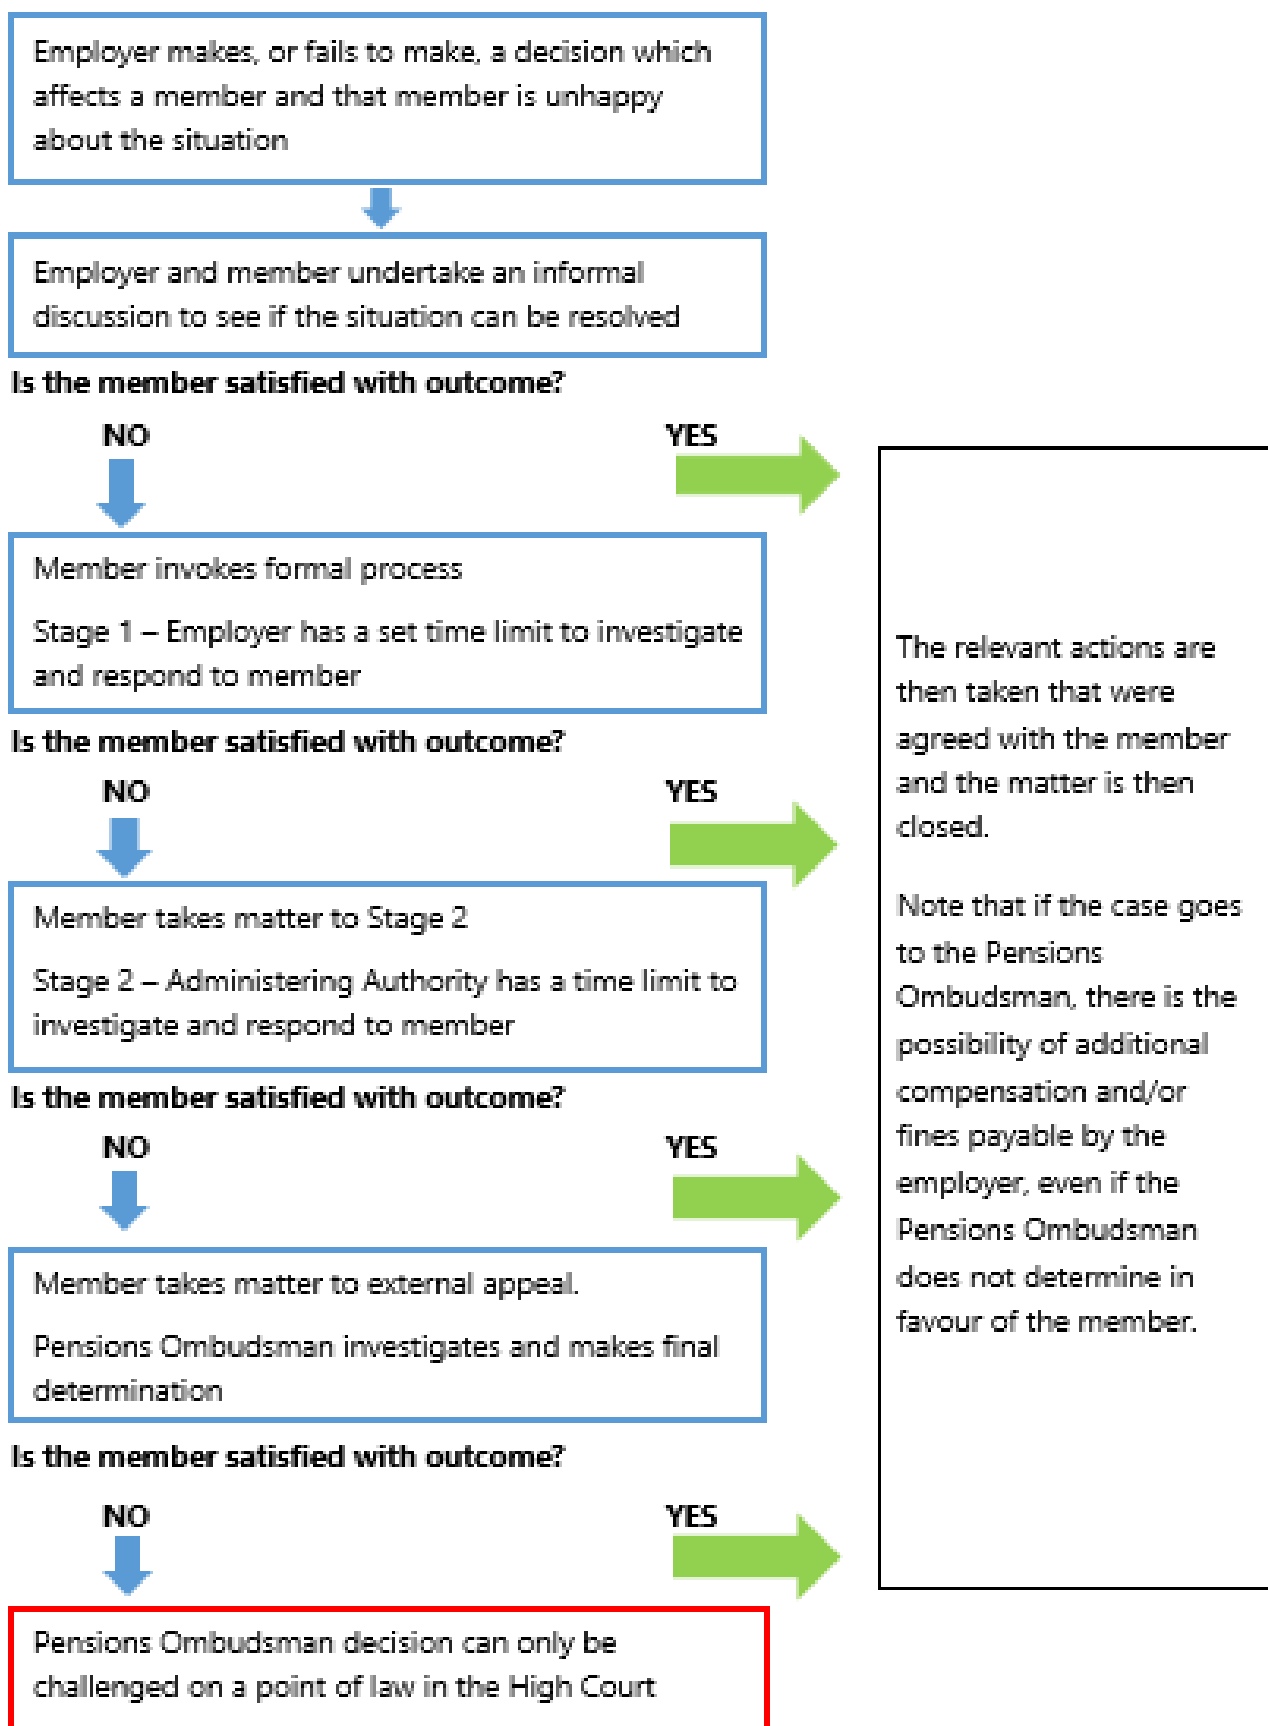 Employer makes, or fails to make, a decision which
affects a member and that member is unhappy
about the situation
Employer and member undertake an informal
discussion to see if the situation can be resolved
Is the member satisfied with outcome?
NO
YES
Member invokes formal process
Stage 1 – Employer has a set time limit to investigate
and respond to member
Is the member satisfied with outcome?
NO
YES
Member takes matter to Stage 2
Stage 2 – Administering Authority has a time limit to
investigate and respond to member
Is the member satisfied with outcome?
NO
YES
Member takes matter to external appeal.
Pensions Ombudsman investigates and makes final
determination
Is the member satisfied with outcome?
NO
YES
Pensions Ombudsman decision can only be
challenged on a point of law in the High Court
The relevant actions are
then taken that were
agreed with the member
and the matter is then
closed.
Note that if the case goes
to the Pensions
Ombudsman, there is the
possibility of additional
compensation and/or
fines payable by the
employer, even if the
Pensions Ombudsman
does not determine in
favour of the member.